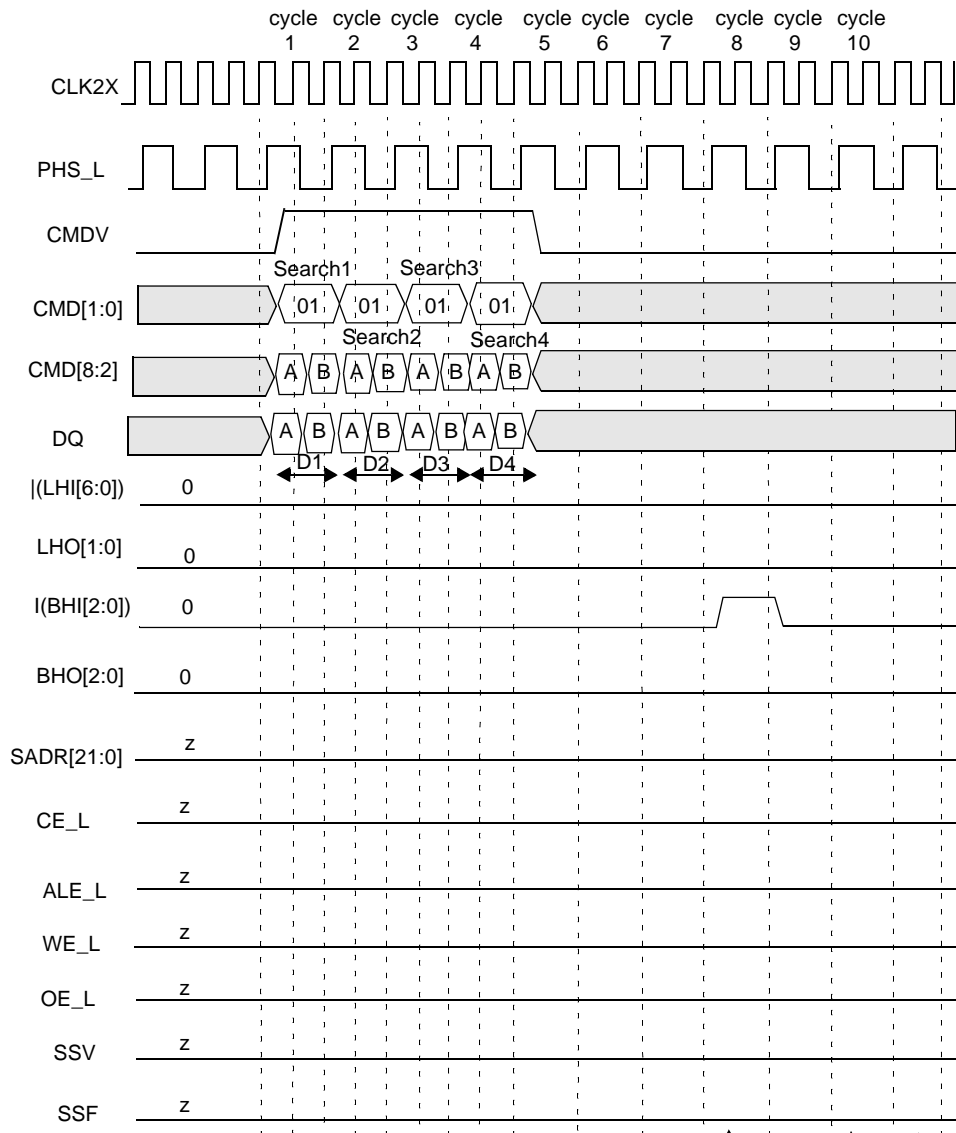 cycle cycle cycle cycle cycle cycle cycle cycle cycle cycle
1 2 3 4 5 6 7 8 9 10
CLK2X
PHS_L
CMDV
Search1 Search3
CMD[1:0] 01 01 01 01
Search2 Search4
CMD[8:2] A B A B A B A B
DQ A B A B A B A B
D1 D2 D3 D4
|(LHI[6:0]) 0
LHO[1:0] 0
I(BHI[2:0]) 0
BHO[2:0] 0
SADR[21:0] z
CE_L z
ALE_L z
WE_L z
OE_L z
SSV z
SSF z